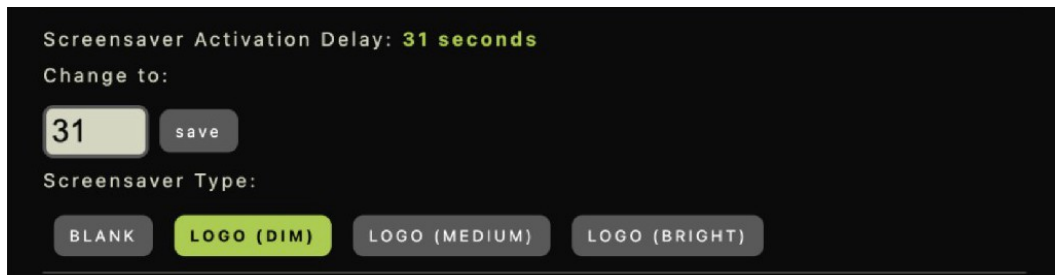 Screensaver Activation Delay: 31 seconds
Change to:
31 save
Screensaver Type:
BLANK LOGO (DIM) LOGO (MEDIUM) LOGO (BRIGHT)